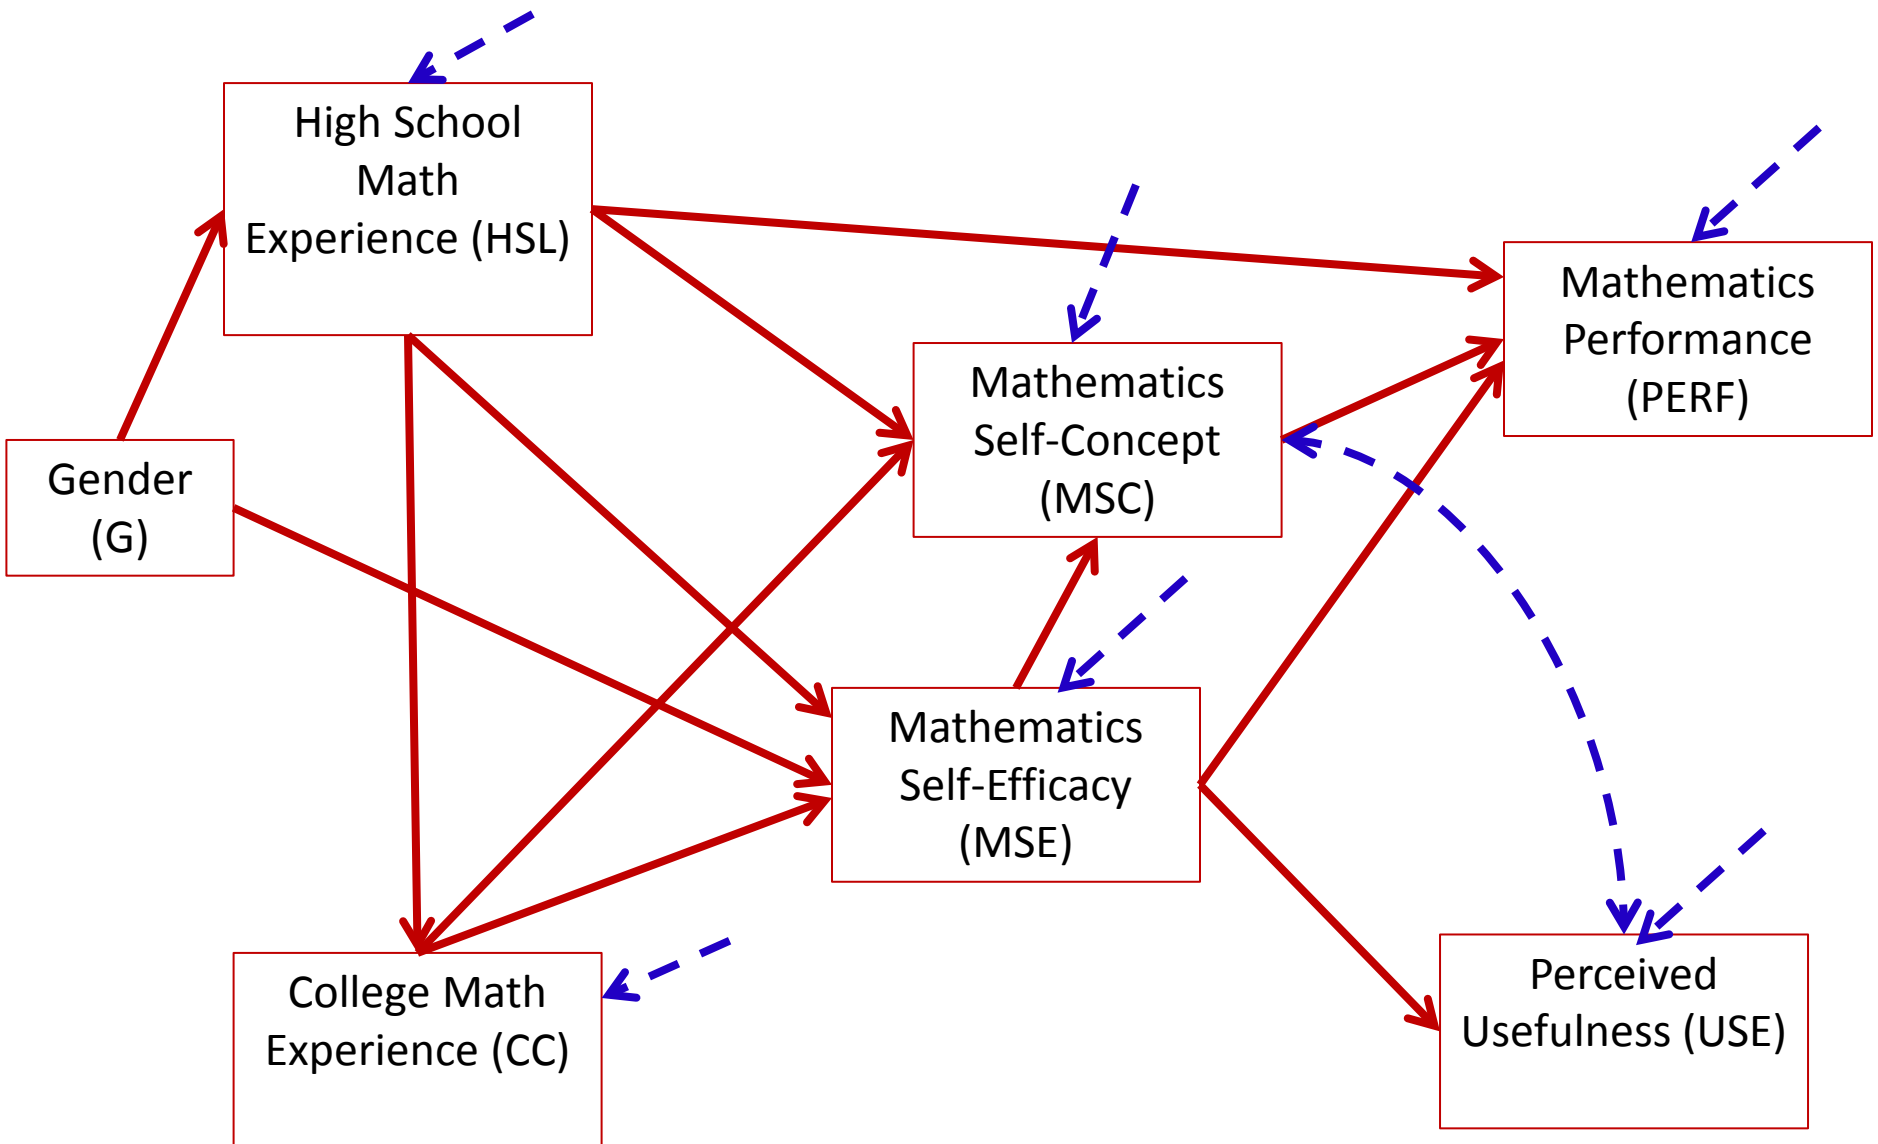 High School
Math
Experience (HSL)
Mathematics
Performance
(PERF)
Mathematics
Self-Concept
(MSC)
Gender
(G)
Mathematics
Self-Efficacy
(MSE)
College Math
Experience (CC)
Perceived
Usefulness (USE)